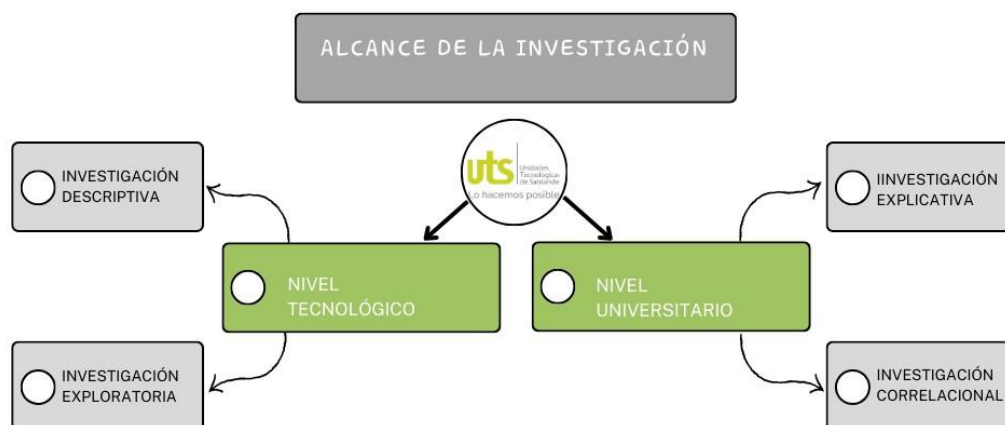 ALCANCE DE LA INVESTIGACIÓN
uts
Unidades
Tecnológicas
de Santander
Lo hacemos posible
INVESTIGACIÓN
DESCRIPTIVA
IINVESTIGACIÓN
EXPLICATIVA
NIVEL
TECNOLÓGICO
NIVEL
UNIVERSITARIO
INVESTIGACIÓN
EXPLORATORIA
INVESTIGACIÓN
CORRELACIONAL